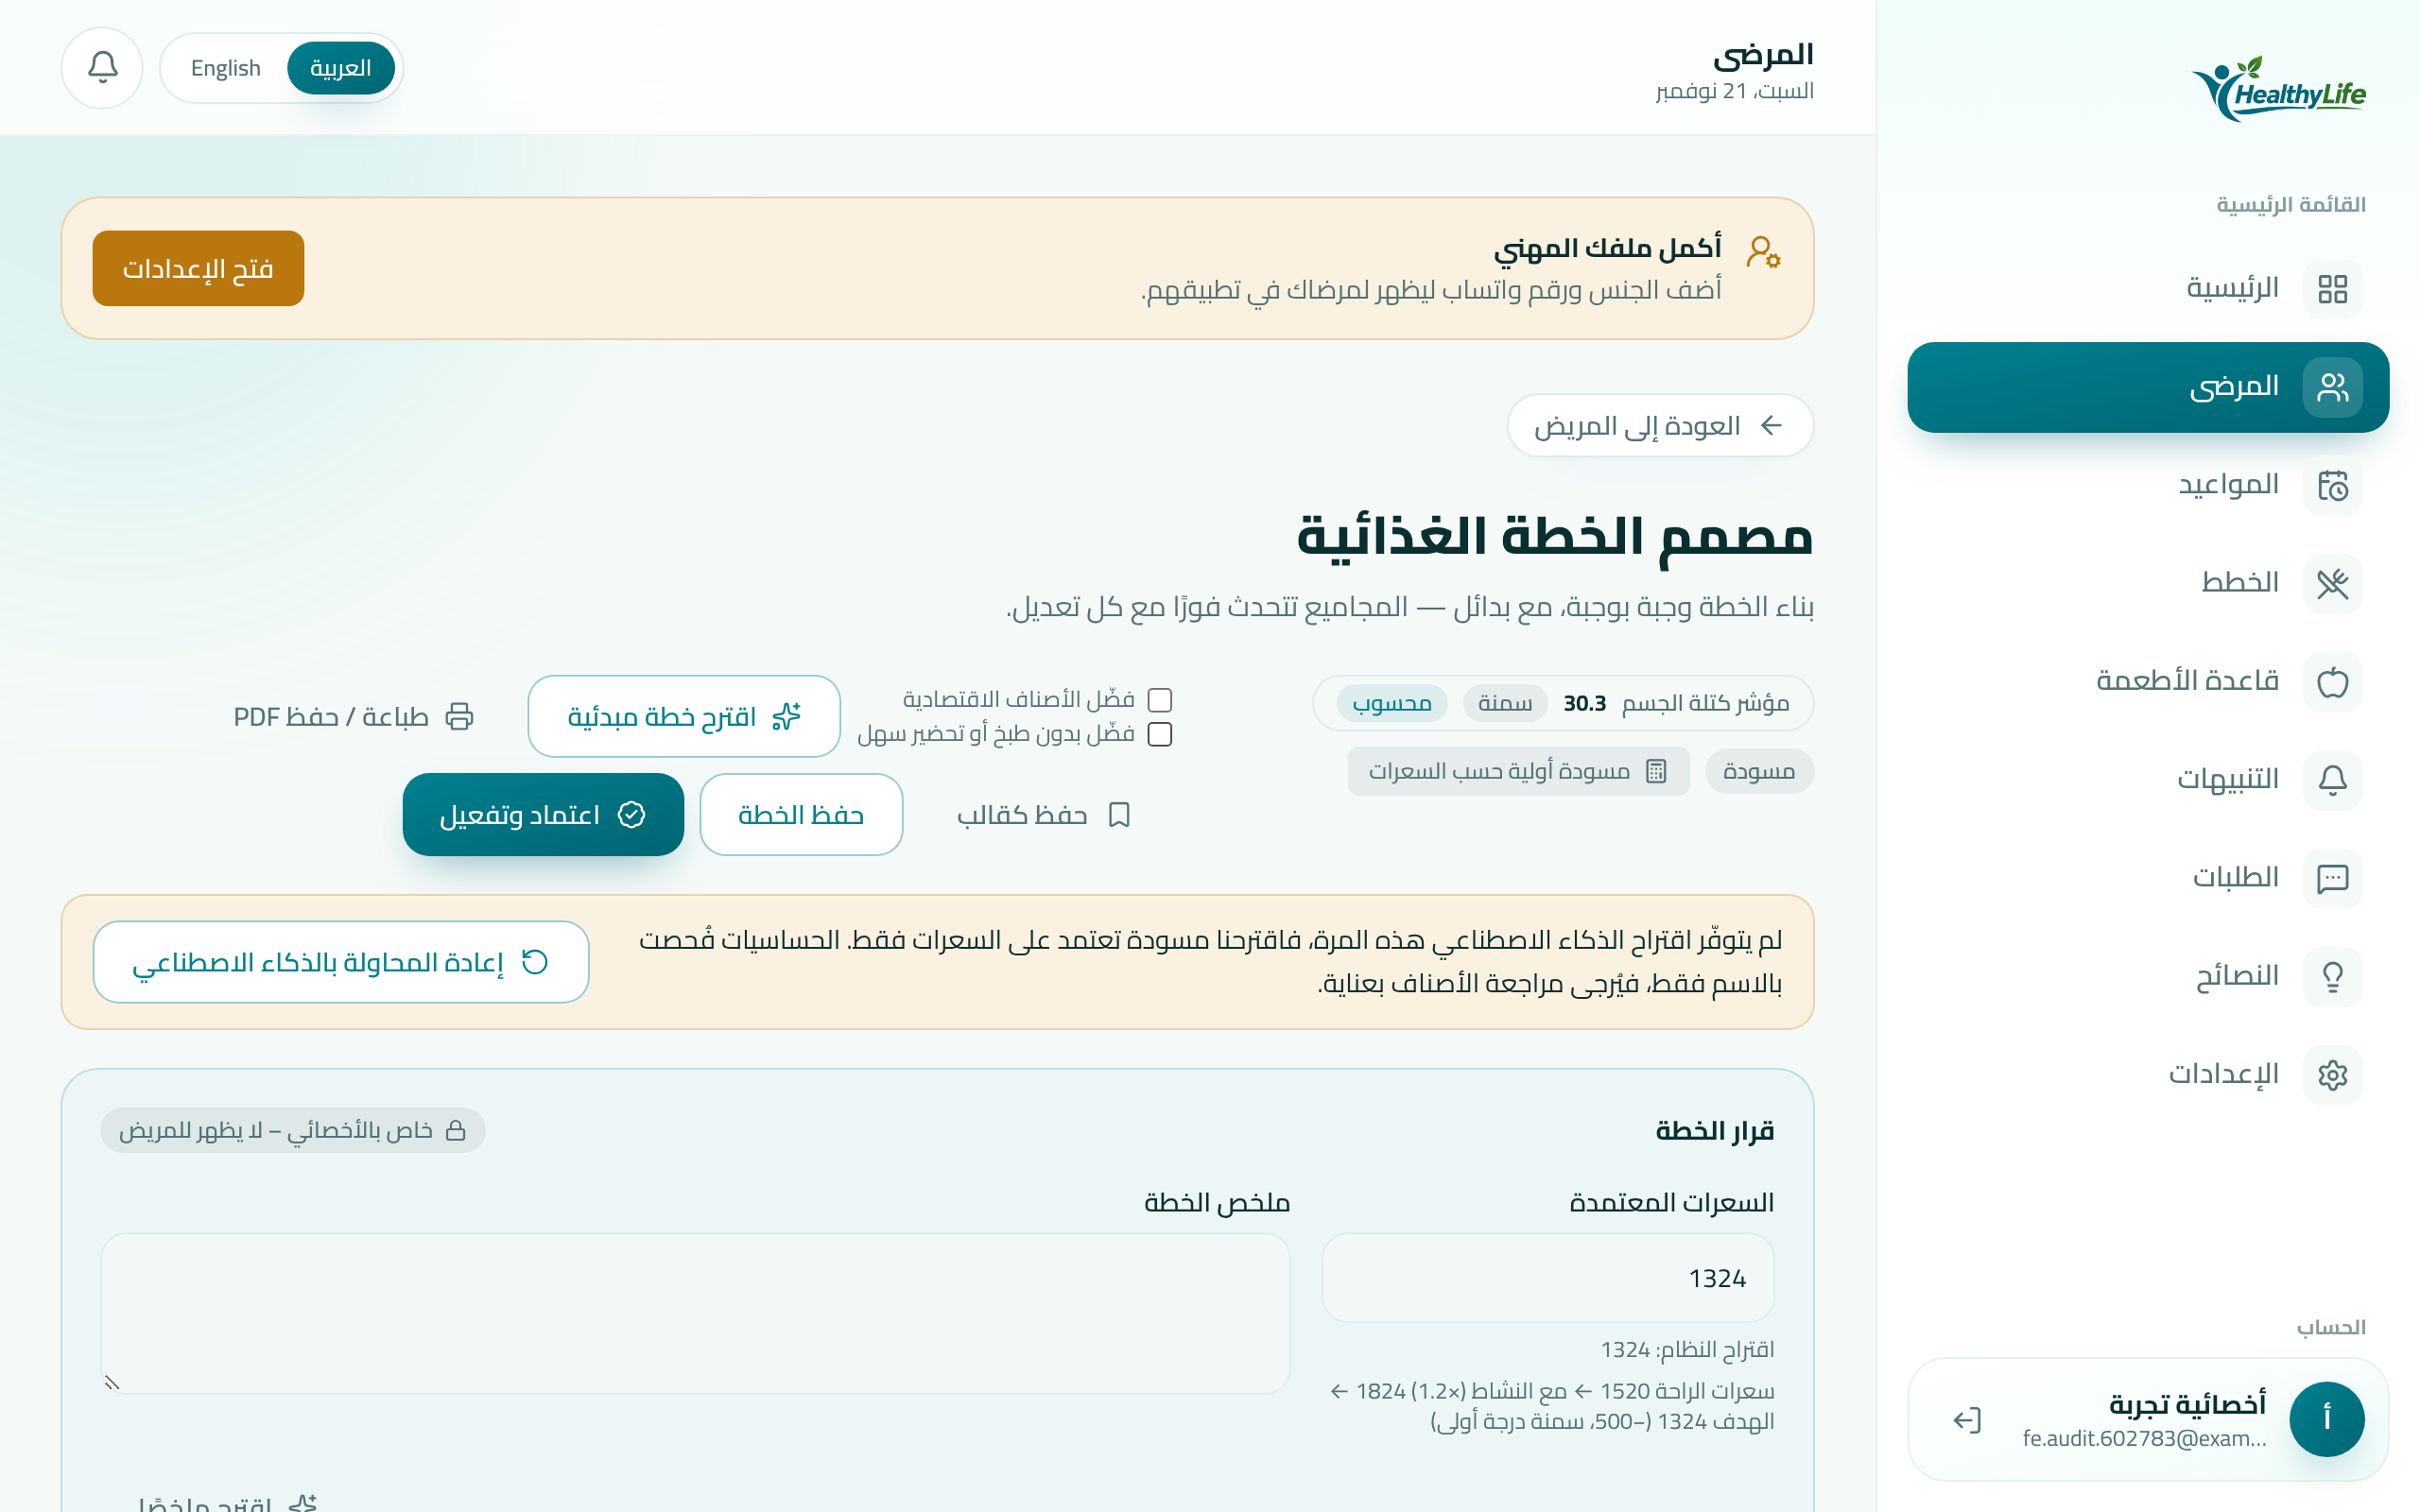 HealthyLife
القائمة الرئيسية
الرئيسية
المرضى
المواعيد
الخطط
قاعدة الأطعمة
التنبيهات
الطلبات
النصائح
الإعدادات
الحساب
أ
أخصائية تجربة
fe.audit.602783@exam...
المرضى
السبت، 21 نوفمبر
العربية
English
أكمل ملفك المهني
أضف الجنس ورقم واتساب ليظهر لمرضاك في تطبيقهم.
فتح الإعدادات
العودة إلى المريض
مصمم الخطة الغذائية
بناء الخطة وجبة بوجبة، مع بدائل — المجاميع تتحدث فورًا مع كل تعديل.
مؤشر كتلة الجسم 30.3 سمنة محسوب
مسودة
مسودة أولية حسب السعرات
فضّل الأصناف الاقتصادية
فضّل بدون طبخ أو تحضير سهل
اقترح خطة مبدئية
طباعة / حفظ PDF
حفظ كقالب
حفظ الخطة
اعتماد وتفعيل
لم يتوفّر اقتراح الذكاء الاصطناعي هذه المرة، فاقترحنا مسودة تعتمد على السعرات فقط. الحساسيات فُحصت
بالاسم فقط، فيُرجى مراجعة الأصناف بعناية.
إعادة المحاولة بالذكاء الاصطناعي
قرار الخطة
خاص بالأخصائي – لا يظهر للمريض
السعرات المعتمدة
1324
اقتراح النظام: 1324
سعرات الراحة 1520 ← مع النشاط (×1.2) 1824 ←
الهدف 1324 (−500، سمنة درجة أولى)
ملخص الخطة
اقترح ملخصًا